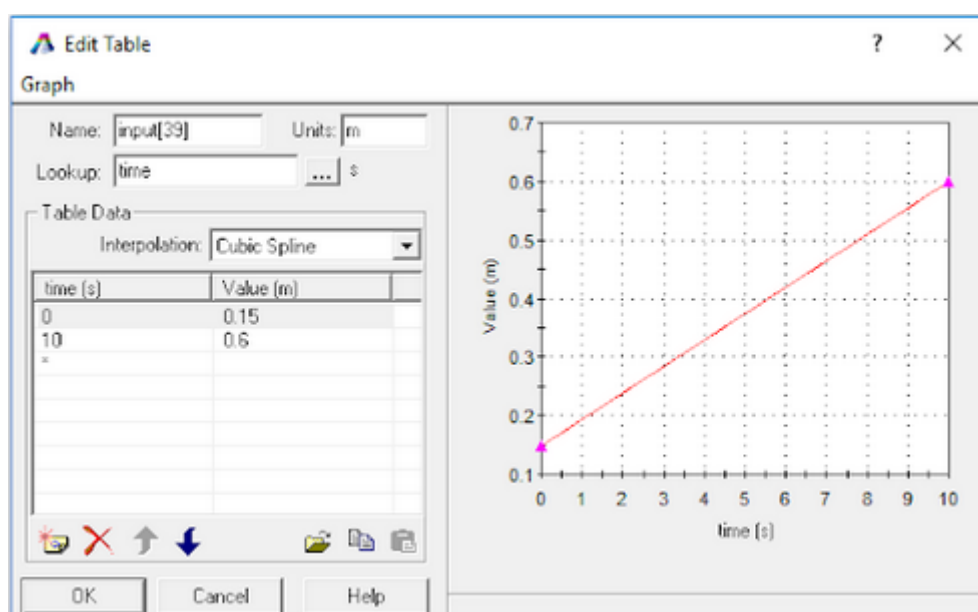 Edit Table ?
Graph
Name: input[39] Units: m
Lookup: time ... s
Table Data
Interpolation: Cubic Spline
time (s) Value (m)
0 0.15
10 0.6
*
OK Cancel Help
0.7
0.6
0.5
0.4
0.3
0.2
0.1
Value (m)
0 1 2 3 4 5 6 7 8 9 10
time (s)